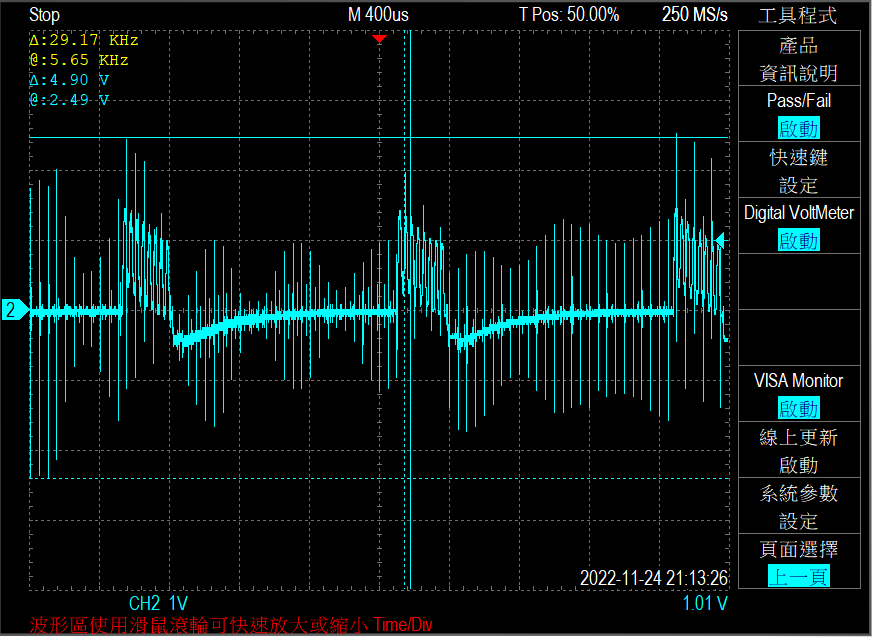 Stop M 400us T Pos: 50.00% 250 MS/s
Δ:29.17 KHz
@:5.65 KHz
Δ:4.90 V
@:2.49 V
2
工具程式
產品
資訊說明
Pass/Fail
啟動
快速鍵
設定
Digital VoltMeter
啟動
VISA Monitor
啟動
線上更新
啟動
系統參數
設定
頁面選擇
上一頁
2022-11-24 21:13:26
CH2 1V 1.01 V
波形區使用滑鼠滾輪可快速放大或縮小 Time/Div